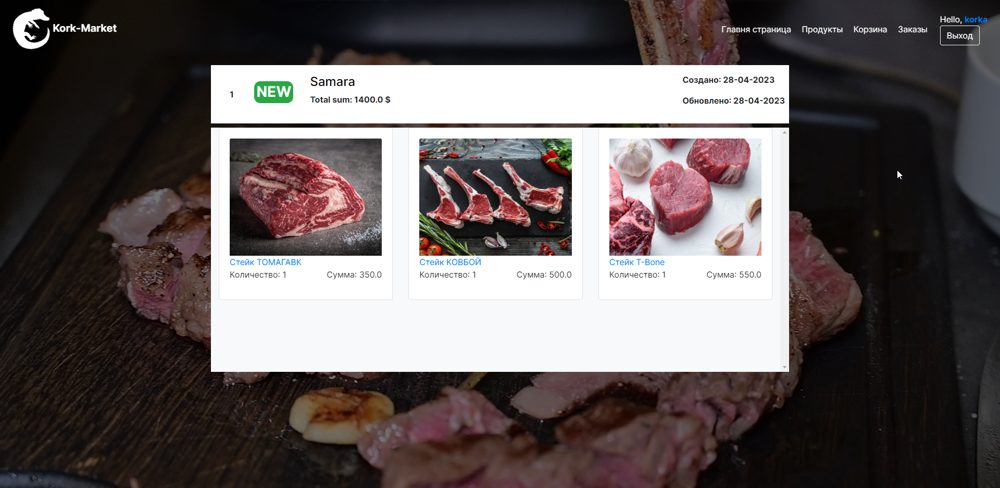 Kork-Market
Главня страница
Продукты
Корзина
Заказы
Hello, korka
Выход
1
NEW
Samara
Total sum: 1400.0 $
Создано: 28-04-2023
Обновлено: 28-04-2023
Стейк ТОМАГАВК
Количество: 1
Сумма: 350.0
Стейк КОВБОЙ
Количество: 1
Сумма: 500.0
Стейк T-Bone
Количество: 1
Сумма: 550.0